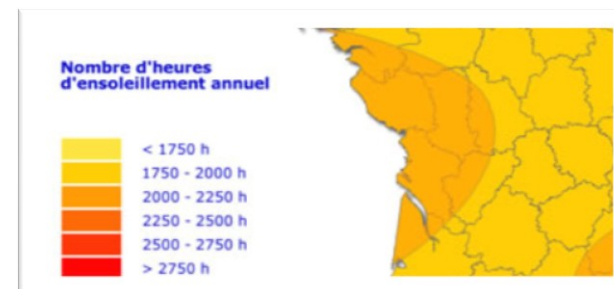 Nombre d'heures
d'ensoleillement annuel
< 1750 h
1750 - 2000 h
2000 - 2250 h
2250 - 2500 h
2500 - 2750 h
> 2750 h